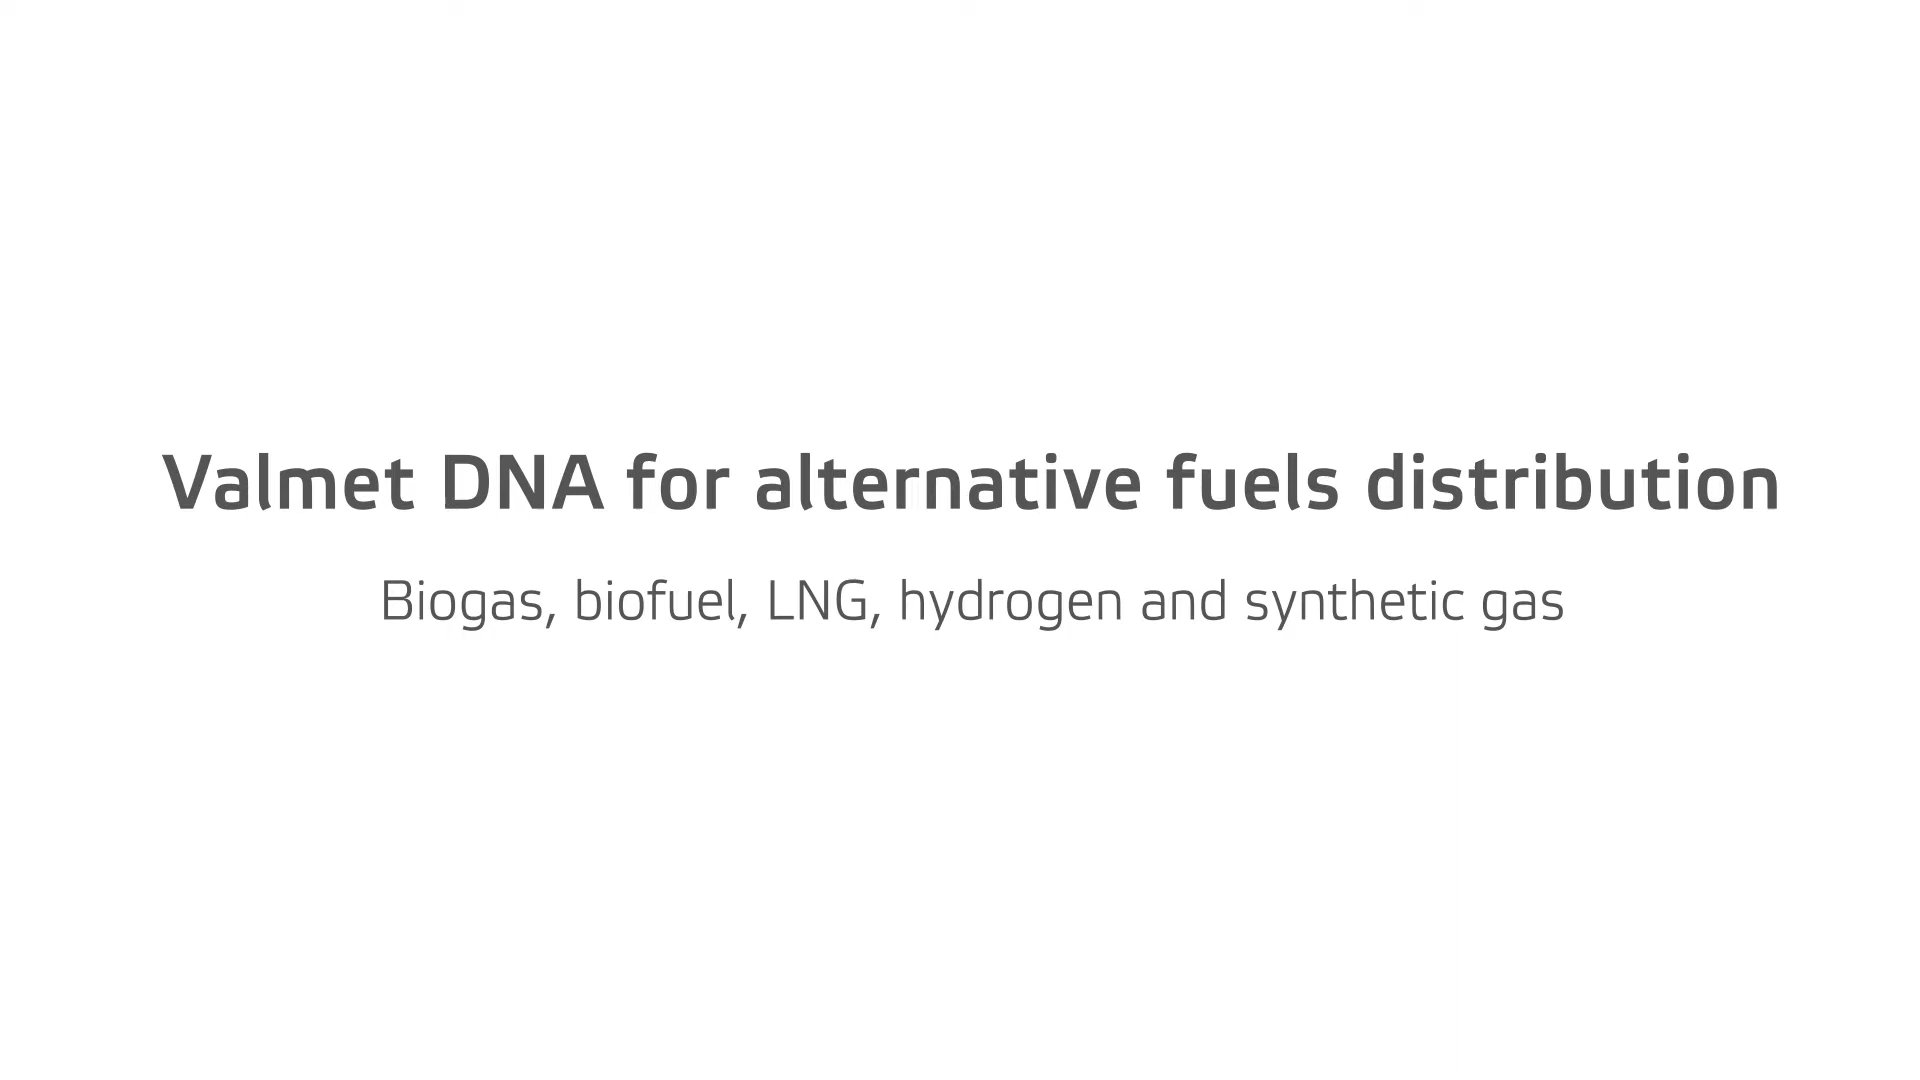 Valmet DNA for alternative fuels distribution
Biogas, biofuel, LNG, hydrogen and synthetic gas